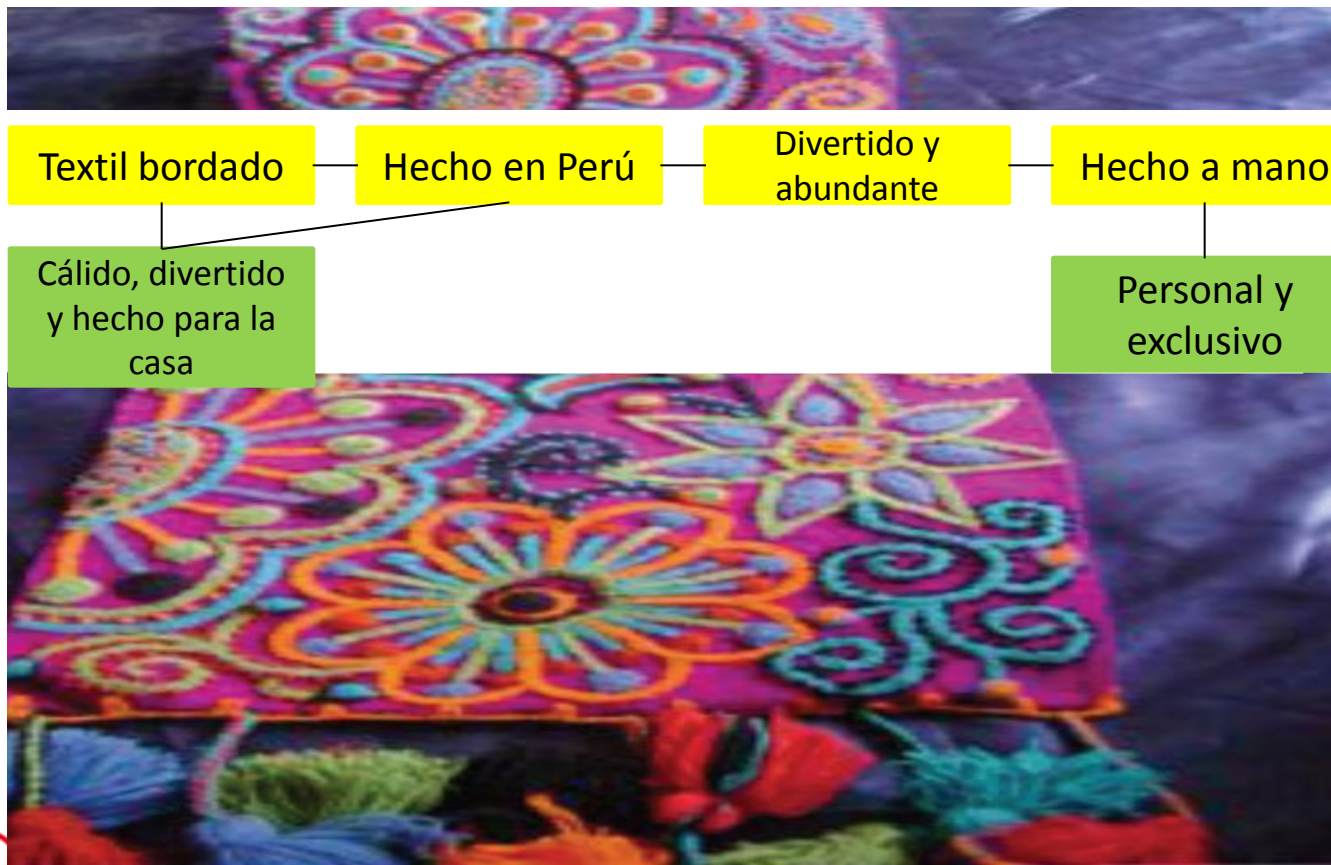 Textil bordado
Hecho en Perú
Divertido y
abundante
Hecho a mano
Cálido, divertido
y hecho para la
casa
Personal y
exclusivo